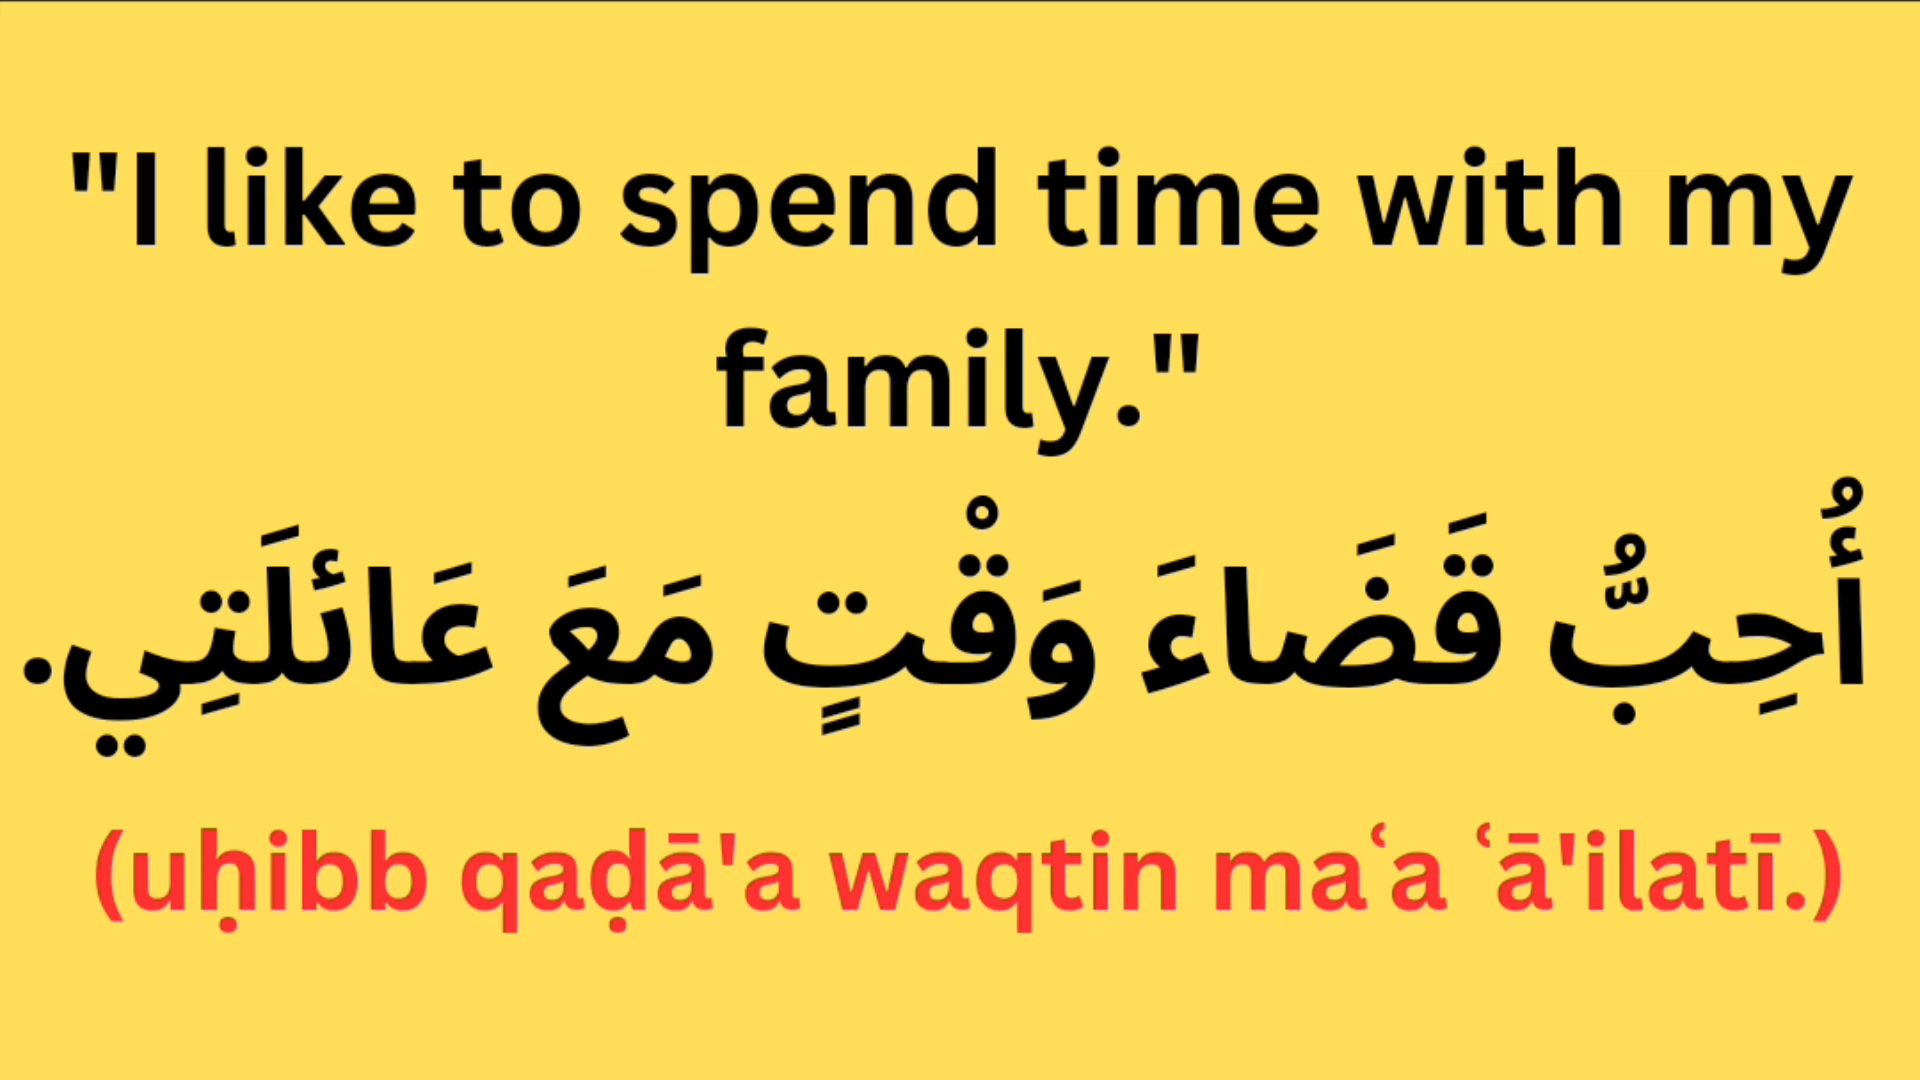 "I like to spend time with my
family."
أُحِبُّ قَضَاءَ وَقْتٍ مَعَ عَائلَتِي.
(uḥibb qaḍā'a waqtin maʿa ʿā'ilatī.)